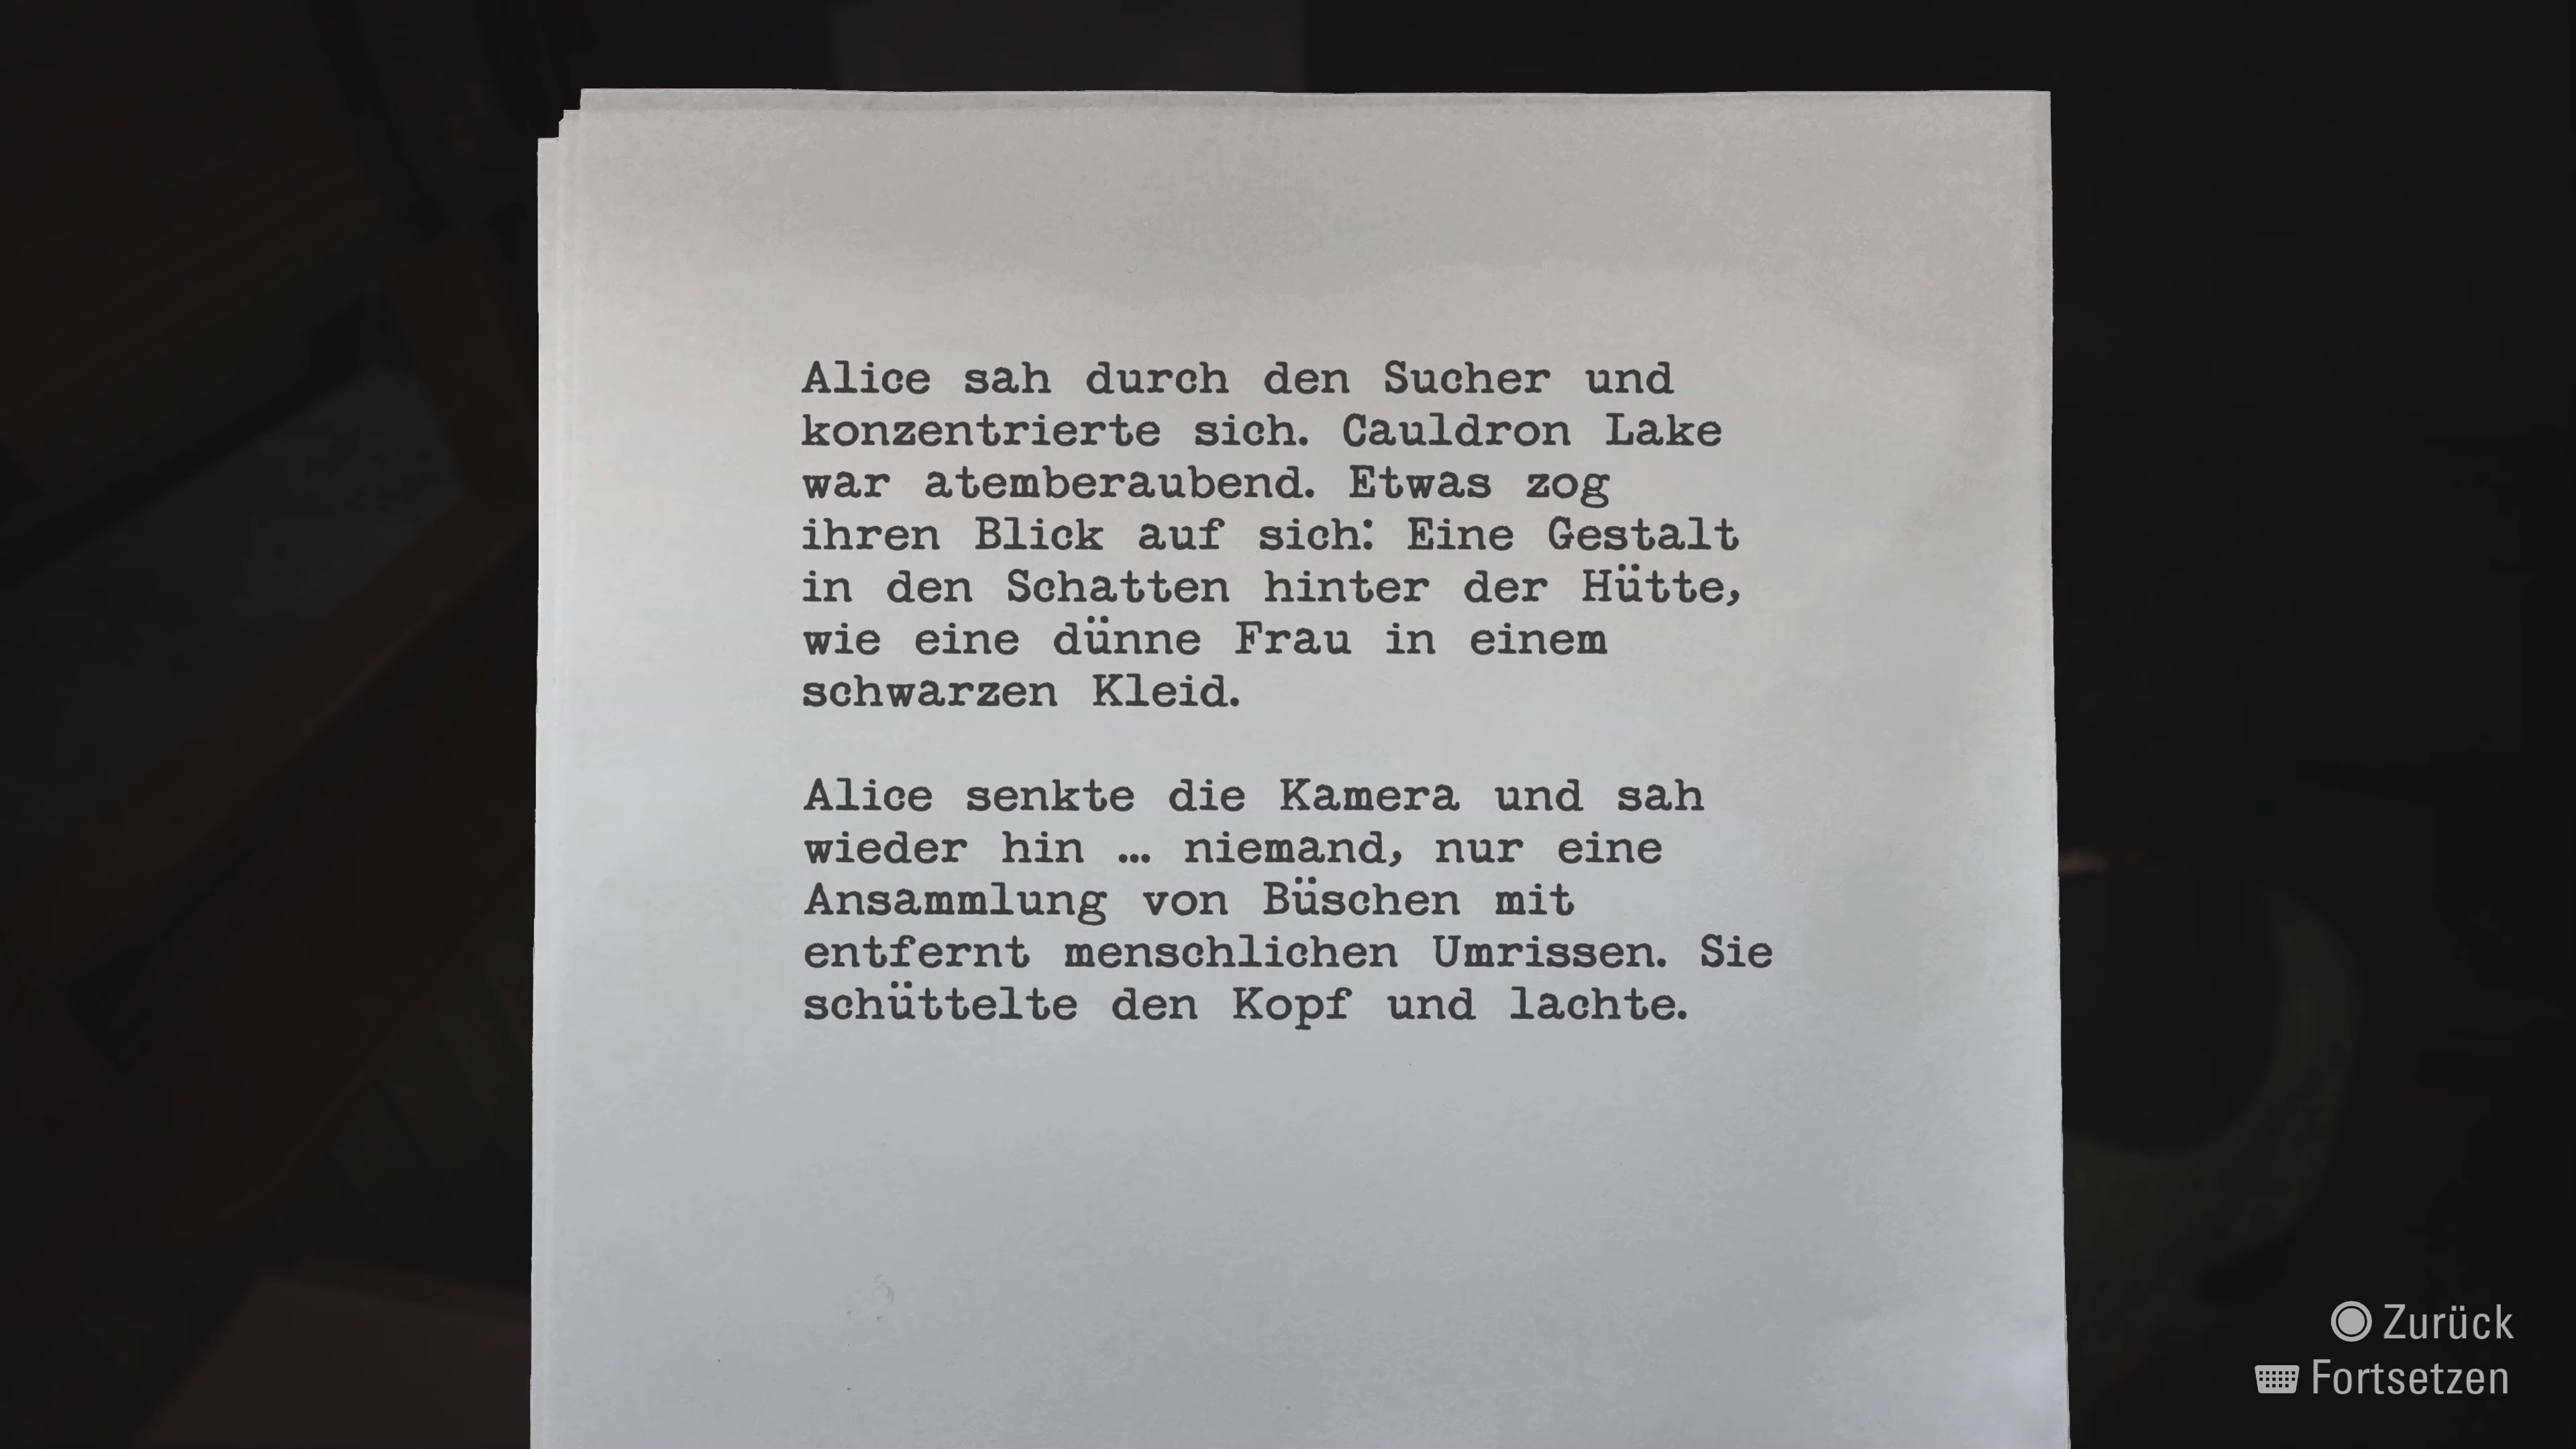 Alice sah durch den Sucher und
konzentrierte sich. Cauldron Lake
war atemberaubend. Etwas zog
ihren Blick auf sich: Eine Gestalt
in den Schatten hinter der Hütte,
wie eine dünne Frau in einem
schwarzen Kleid.
Alice senkte die Kamera und sah
wieder hin … niemand, nur eine
Ansammlung von Büschen mit
entfernt menschlichen Umrissen. Sie
schüttelte den Kopf und lachte.
Zurück
Fortsetzen